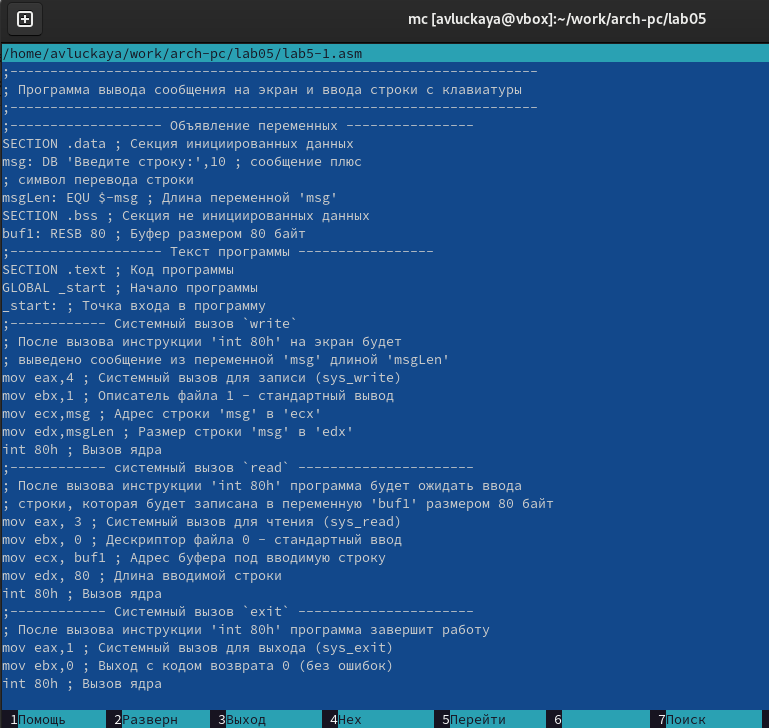 mc [avluckaya@vbox]:~/work/arch-pc/lab05
/home/avluckaya/work/arch-pc/lab05/lab5-1.asm
;------------------------------------------------------------------
; Программа вывода сообщения на экран и ввода строки с клавиатуры
;------------------------------------------------------------------
;------------------- Объявление переменных ----------------
SECTION .data ; Секция инициированных данных
msg: DB 'Введите строку:',10 ; сообщение плюс
; символ перевода строки
msgLen: EQU $-msg ; Длина переменной 'msg'
SECTION .bss ; Секция не инициированных данных
buf1: RESB 80 ; Буфер размером 80 байт
;------------------- Текст программы -----------------
SECTION .text ; Код программы
GLOBAL _start ; Начало программы
_start: ; Точка входа в программу
;------------ Системный вызов `write`
; После вызова инструкции 'int 80h' на экран будет
; выведено сообщение из переменной 'msg' длиной 'msgLen'
mov eax,4 ; Системный вызов для записи (sys_write)
mov ebx,1 ; Описатель файла 1 - стандартный вывод
mov ecx,msg ; Адрес строки 'msg' в 'ecx'
mov edx,msgLen ; Размер строки 'msg' в 'edx'
int 80h ; Вызов ядра
;------------ системный вызов `read` ----------------------
; После вызова инструкции 'int 80h' программа будет ожидать ввода
; строки, которая будет записана в переменную 'buf1' размером 80 байт
mov eax, 3 ; Системный вызов для чтения (sys_read)
mov ebx, 0 ; Дескриптор файла 0 - стандартный ввод
mov ecx, buf1 ; Адрес буфера под вводимую строку
mov edx, 80 ; Длина вводимой строки
int 80h ; Вызов ядра
;------------ Системный вызов `exit` ----------------------
; После вызова инструкции 'int 80h' программа завершит работу
mov eax,1 ; Системный вызов для выхода (sys_exit)
mov ebx,0 ; Выход с кодом возврата 0 (без ошибок)
int 80h ; Вызов ядра
1Помощь 2Разверн 3Выход 4Hex 5Перейти 6 7Поиск